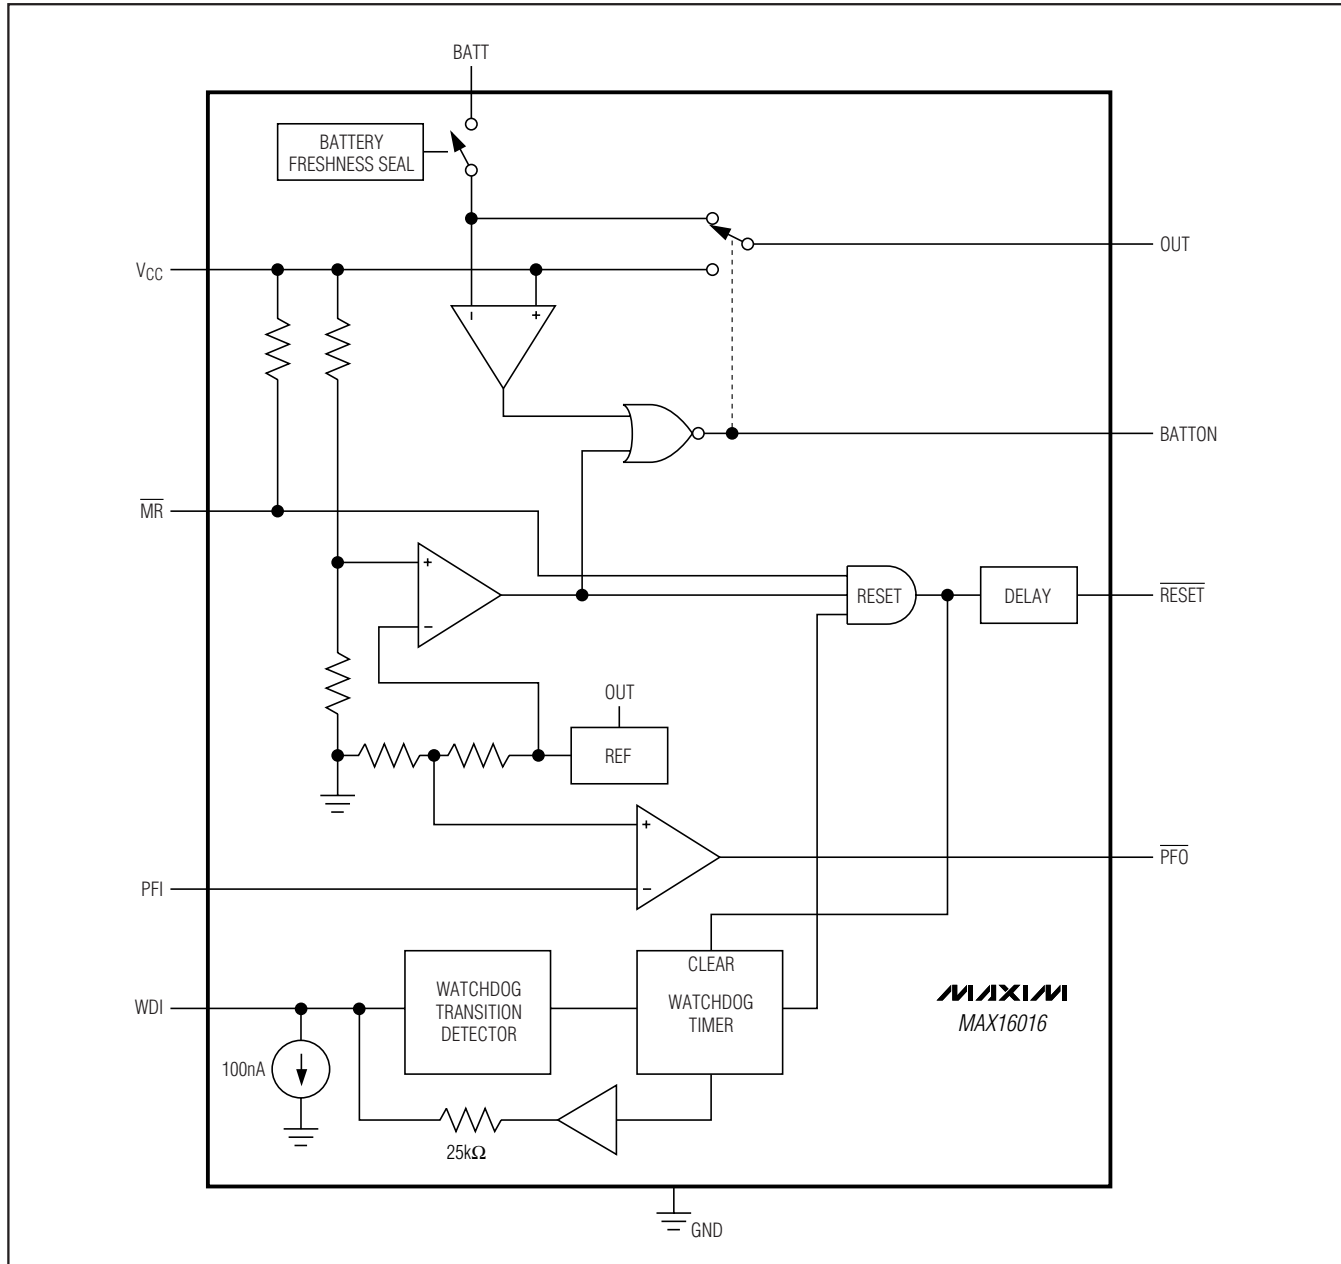 BATT
BATTERY
FRESHNESS SEAL
OUT
VCC
− +
BATTON
MR
+
−
RESET
DELAY
RESET
OUT
REF
+
−
PFO
PFI
CLEAR
WATCHDOG
TIMER
WATCHDOG
TRANSITION
DETECTOR
WDI
MAXIM
MAX16016
100nA
25kΩ
GND